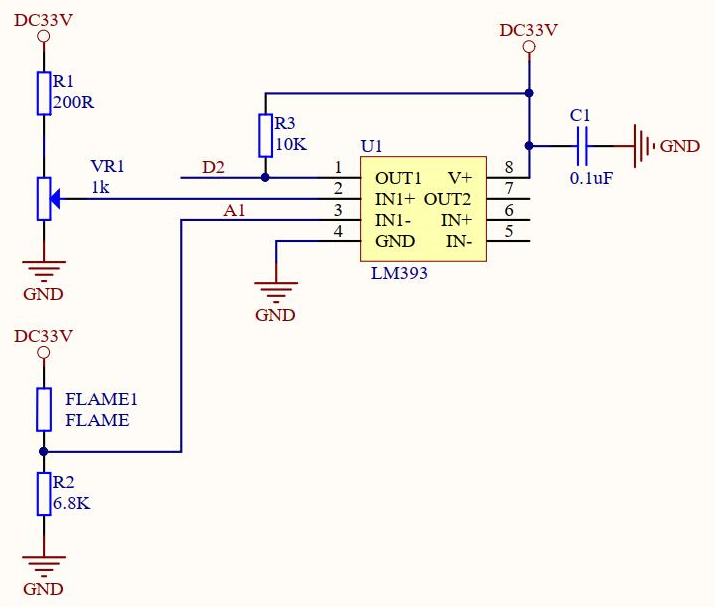 DC33V
R1
200R
VR1
1k
GND
DC33V
FLAME1
FLAME
R2
6.8K
GND
D2
A1
R3
10K
GND
U1
1 OUT1 V+ 8
2 IN1+ OUT2 7
3 IN1- IN+ 6
4 GND IN- 5
LM393
DC33V
C1
0.1uF
GND